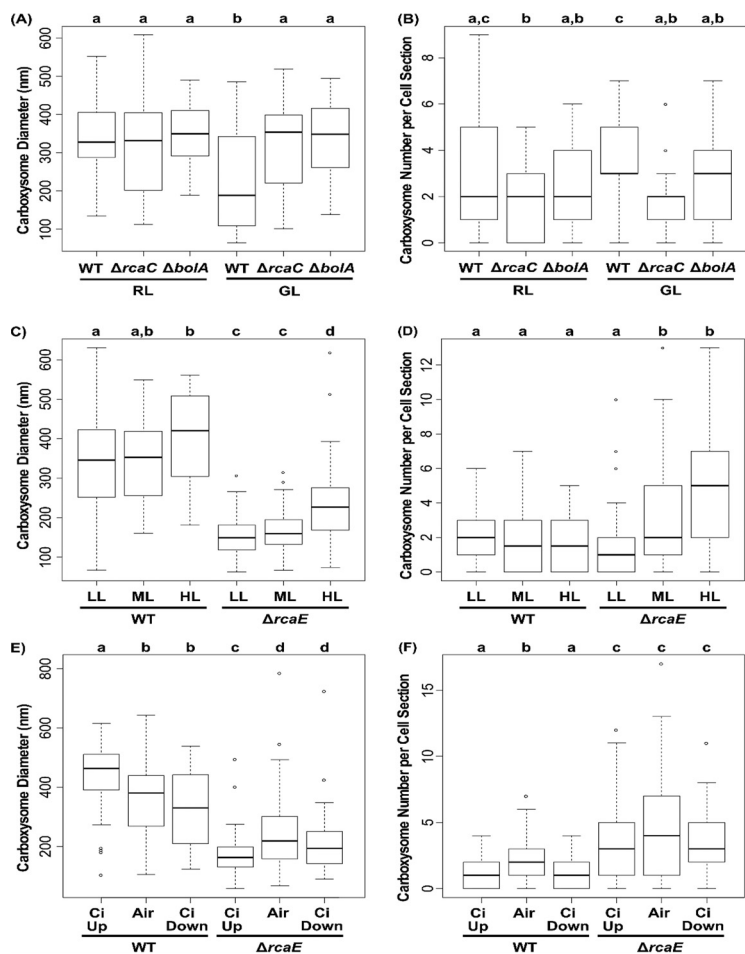 (A) a a a b a a
Carboxysome Diameter (nm)
600
500
400
300
200
100
WT ΔrcaC ΔbolA WT ΔrcaC ΔbolA
RL GL
(B) a,c b a,b c a,b a,b
Carboxysome Number per Cell Section
8
6
4
2
0
WT ΔrcaC ΔbolA WT ΔrcaC ΔbolA
RL GL
C) a a,b b c c d
Carboxysome Diameter (nm)
600
500
400
300
200
100
LL ML HL LL ML HL
WT ΔrcaE
(D) a a a a b b
Carboxysome Number per Cell Section
12
10
8
6
4
2
0
LL ML HL LL ML HL
WT ΔrcaE
E) a b b c d d
Carboxysome Diameter (nm)
800
600
400
200
Ci Air Ci Ci Air Ci
Up Down Up Down
WT ΔrcaE
(F) a b a c c c
Carboxysome Number per Cell Section
15
10
5
0
Ci Air Ci Ci Air Ci
Up Down Up Down
WT ΔrcaE